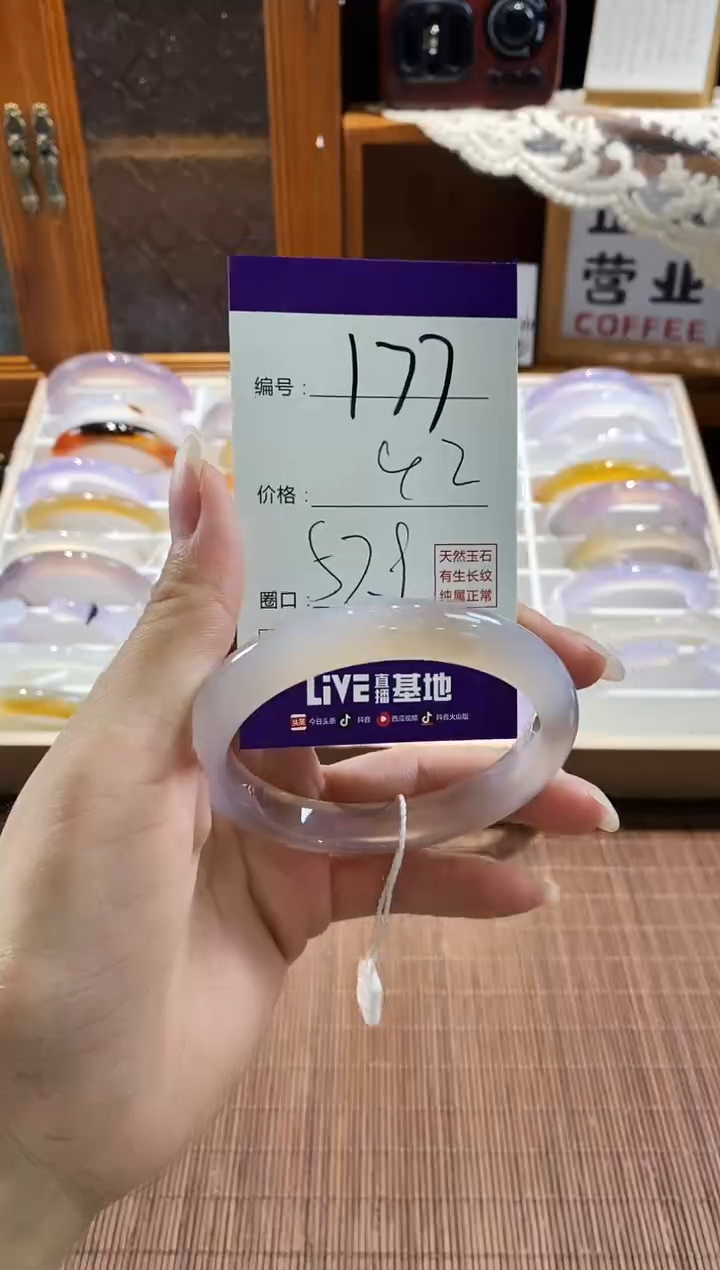 营业
COFFEE
编号：177
价格：42
圈口：57.8
天然玉石
有生长纹
纯属正常
LiVE直播基地
头条 今日头条 抖音 西瓜视频 抖音火山版